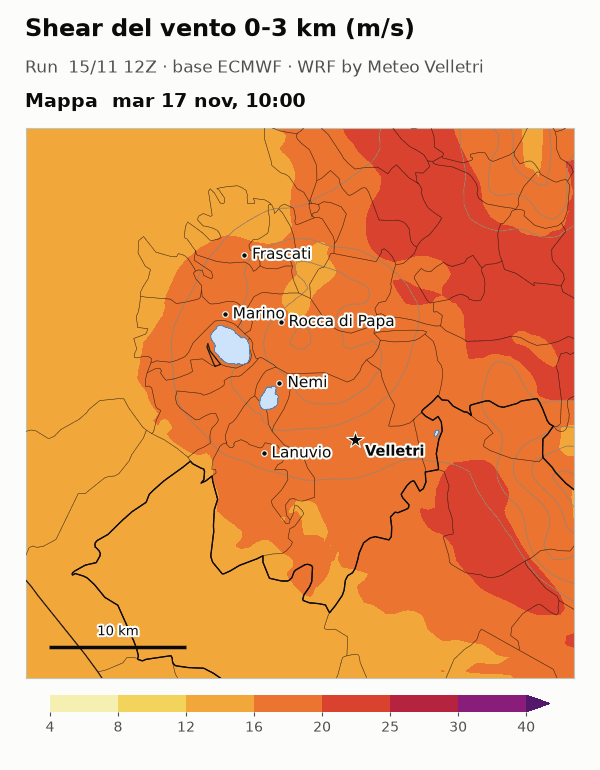 Shear del vento 0-3 km (m/s)
Run  15/11 12Z · base ECMWF · WRF by Meteo Velletri
Mappa  mar 17 nov, 10:00
Frascati
Marino
Rocca di Papa
Nemi
Velletri
Lanuvio
10 km
4 8 12 16 20 25 30 40